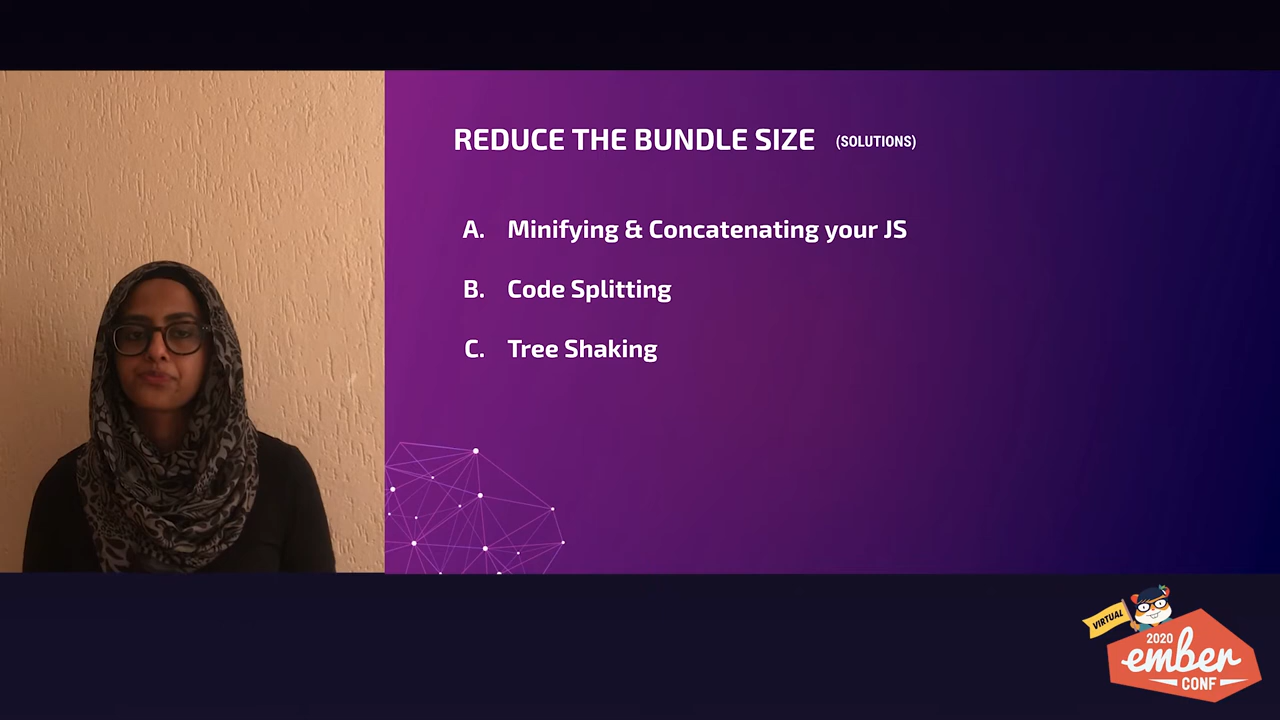 REDUCE THE BUNDLE SIZE (SOLUTIONS)
A. Minifying & Concatenating your JS
B. Code Splitting
C. Tree Shaking
VIRTUAL
2020
ember
CONF